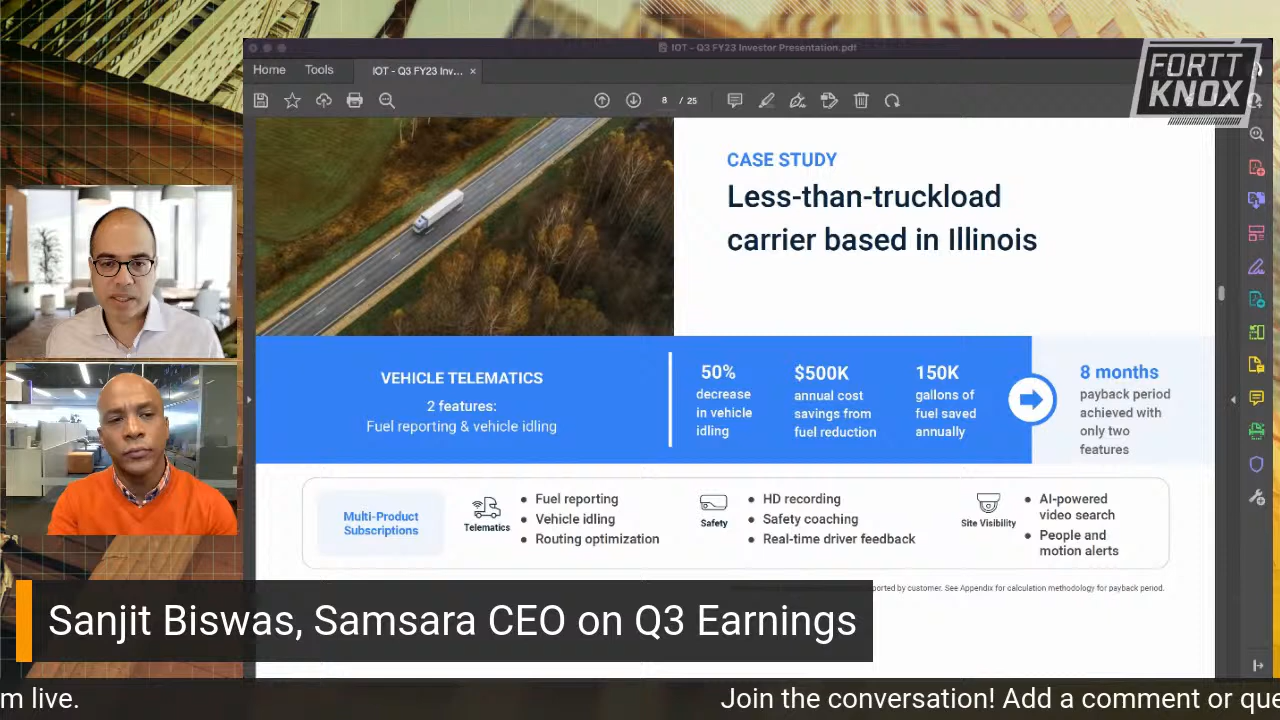 IOT - Q3 FY23 Investor Presentation.pdf
Home
Tools
IOT - Q3 FY23 Inv...
8 / 25
FORTT
KNOX
CASE STUDY
Less-than-truckload
carrier based in Illinois
VEHICLE TELEMATICS
2 features:
Fuel reporting & vehicle idling
50%
decrease
in vehicle
idling
$500K
annual cost
savings from
fuel reduction
150K
gallons of
fuel saved
annually
8 months
payback period
achieved with
only two
features
Multi-Product
Subscriptions
Telematics
Fuel reporting
Vehicle idling
Routing optimization
Safety
HD recording
Safety coaching
Real-time driver feedback
Site Visibility
AI-powered
video search
People and
motion alerts
ported by customer. See Appendix for calculation methodology for payback period.
Sanjit Biswas, Samsara CEO on Q3 Earnings
m live.
Join the conversation! Add a comment or que